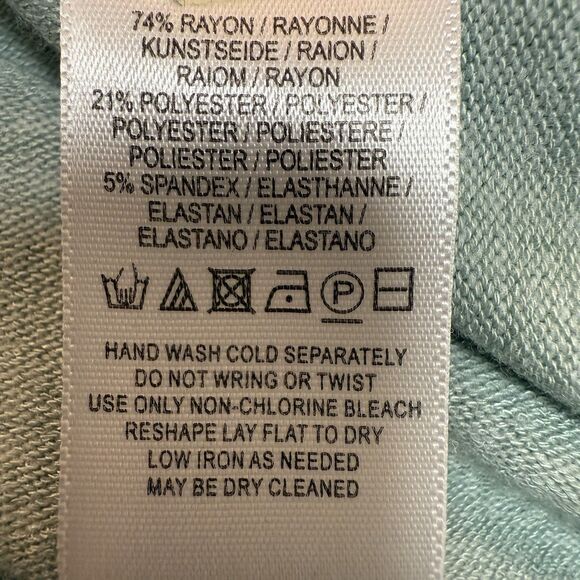 74% RAYON / RAYONNE /
KUNSTSEIDE / RAION /
RAIOM / RAYON
21% POLYESTER / POLYESTER /
POLYESTER / POLIESTERE /
POLIESTER / POLIESTER
5% SPANDEX / ELASTHANNE /
ELASTAN / ELASTAN /
ELASTANO / ELASTANO
P
HAND WASH COLD SEPARATELY
DO NOT WRING OR TWIST
USE ONLY NON-CHLORINE BLEACH
RESHAPE LAY FLAT TO DRY
LOW IRON AS NEEDED
MAY BE DRY CLEANED